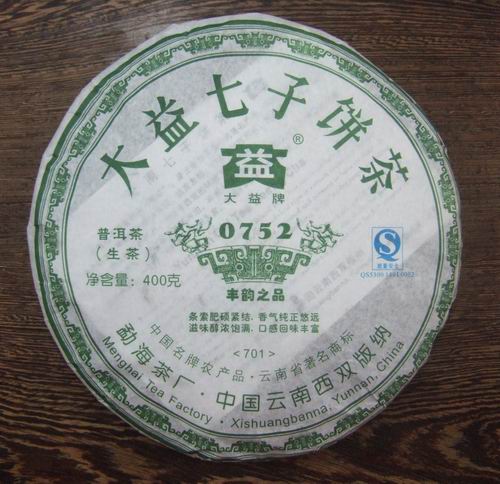 大益七子饼茶
益
®
大益牌
普洱茶
（生茶）
净含量：400克
0752
丰韵之品
条索肥硕紧结，香气纯正悠远
滋味醇浓饱满，口感回味丰富
<701>
QS
中国名牌农产品·云南省著名商标
勐海茶厂·中国云南西双版纳
Menghai Tea Factory · Xishuangbanna, Yunnan, China